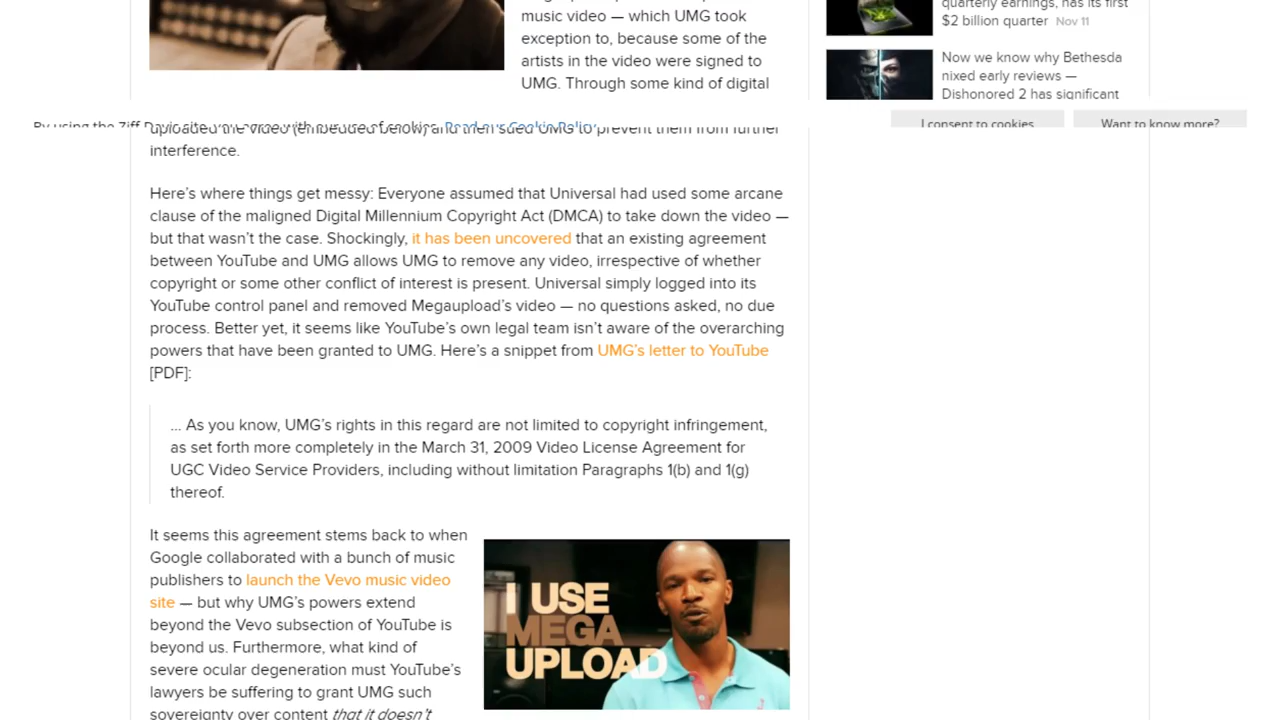 music video — which UMG took
exception to, because some of the
artists in the video were signed to
UMG. Through some kind of digital
quarterly earnings, has its first
$2 billion quarter Nov 11
Now we know why Bethesda
nixed early reviews —
Dishonored 2 has significant
By using the Ziff
Read our Cookie Policy
I consent to cookies
Want to know more?
uploaded the video (embedded below) and then sued UMG to prevent them from further
interference.
Here's where things get messy: Everyone assumed that Universal had used some arcane
clause of the maligned Digital Millennium Copyright Act (DMCA) to take down the video —
but that wasn't the case. Shockingly, it has been uncovered that an existing agreement
between YouTube and UMG allows UMG to remove any video, irrespective of whether
copyright or some other conflict of interest is present. Universal simply logged into its
YouTube control panel and removed Megaupload's video — no questions asked, no due
process. Better yet, it seems like YouTube's own legal team isn't aware of the overarching
powers that have been granted to UMG. Here's a snippet from UMG's letter to YouTube
[PDF]:
... As you know, UMG's rights in this regard are not limited to copyright infringement,
as set forth more completely in the March 31, 2009 Video License Agreement for
UGC Video Service Providers, including without limitation Paragraphs 1(b) and 1(g)
thereof.
It seems this agreement stems back to when
Google collaborated with a bunch of music
publishers to launch the Vevo music video
site — but why UMG's powers extend
beyond the Vevo subsection of YouTube is
beyond us. Furthermore, what kind of
severe ocular degeneration must YouTube's
lawyers be suffering to grant UMG such
sovereignty over content that it doesn't
I USE
MEGA
UPLOAD